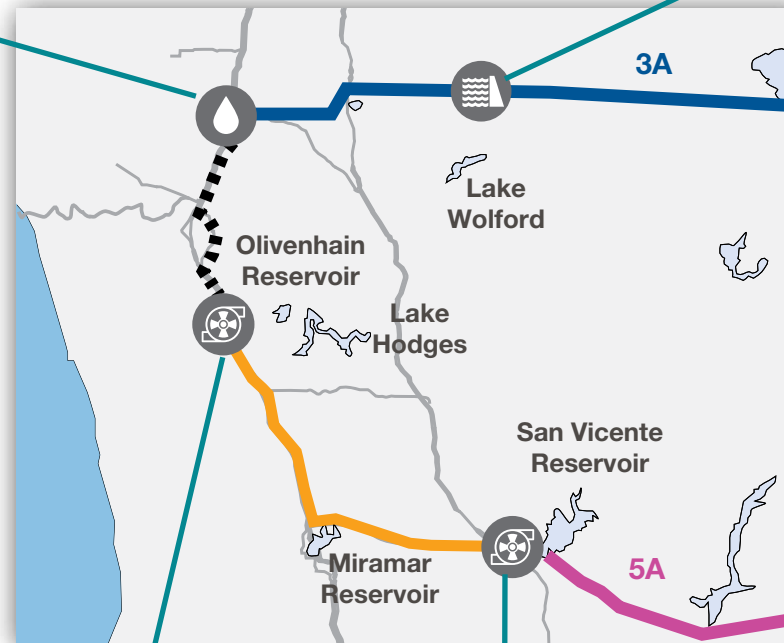 3A
Lake
Wolford
Olivenhain
Reservoir
Lake
Hodges
San Vicente
Reservoir
Miramar
Reservoir
5A